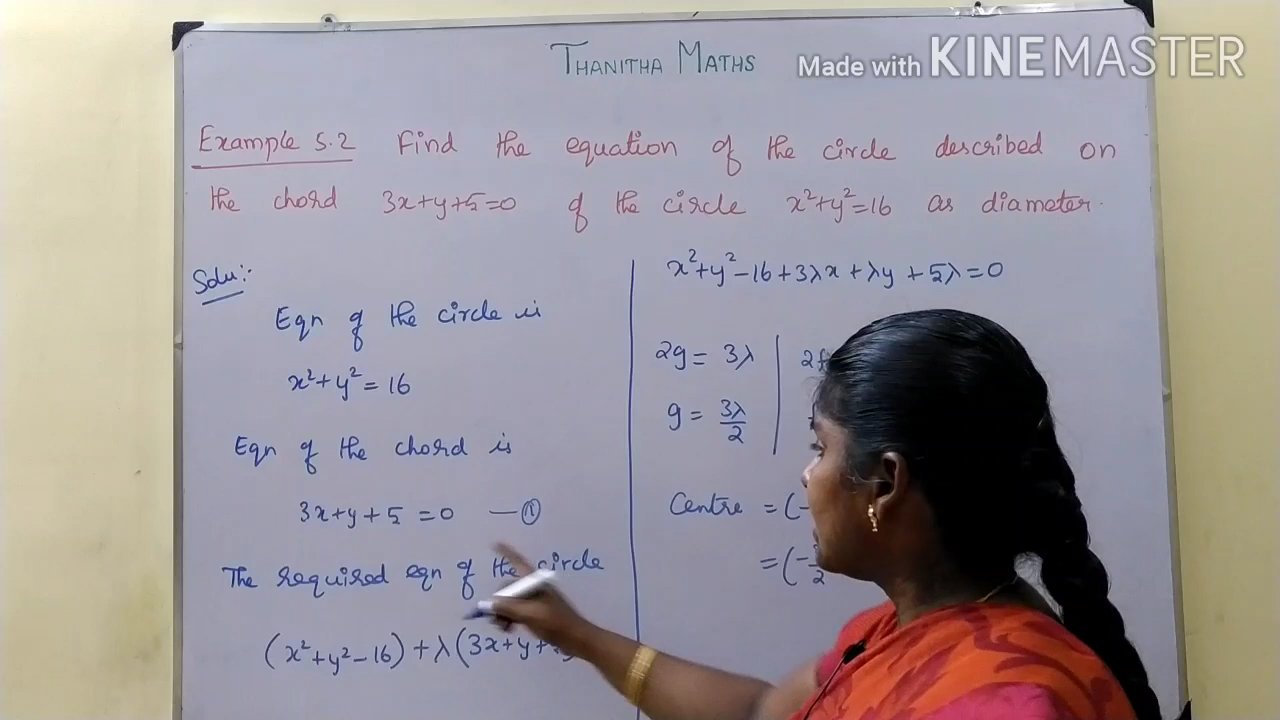 THANITHA MATHS
Made with KINEMASTER
Example 5.2 Find the equation of the circle described on
the chord 3x+y+5=0 of the circle x²+y²=16 as diameter.
Solu:-
Eqn of the circle is
x²+y²=16
Eqn of the chord is
3x+y+5=0 —①
The required eqn of the circle
(x²+y²-16)+λ(3x+y+
x²+y²-16+3λx+λy+5λ=0
2g=3λ
g=3λ/2
2f
Centre =(-
=(-
2